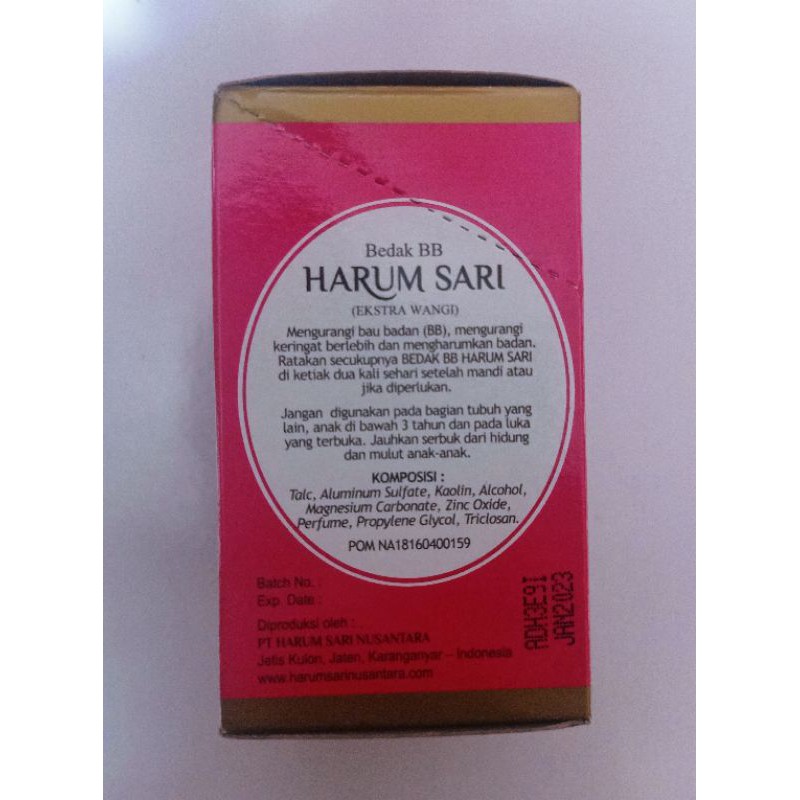 Bedak BB
HARUM SARI
(EKSTRA WANGI)
Mengurangi bau badan (BB), mengurangi
keringat berlebih dan mengharumkan badan.
Ratakan secukupnya BEDAK BB HARUM SARI
di ketiak dua kali sehari setelah mandi atau
jika diperlukan.
Jangan digunakan pada bagian tubuh yang
lain, anak di bawah 3 tahun dan pada luka
yang terbuka. Jauhkan serbuk dari hidung
dan mulut anak-anak.
KOMPOSISI :
Talc, Aluminum Sulfate, Kaolin, Alcohol,
Magnesium Carbonate, Zinc Oxide,
Perfume, Propylene Glycol, Triclosan.
POM NA18160400159
Batch No. :
Exp. Date :
Diproduksi oleh :
PT HARUM SARI NUSANTARA
Jetis Kulon, Jaten, Karanganyar – Indonesia
www.harumsarinusantara.com
ADH3E9I
JAN2023